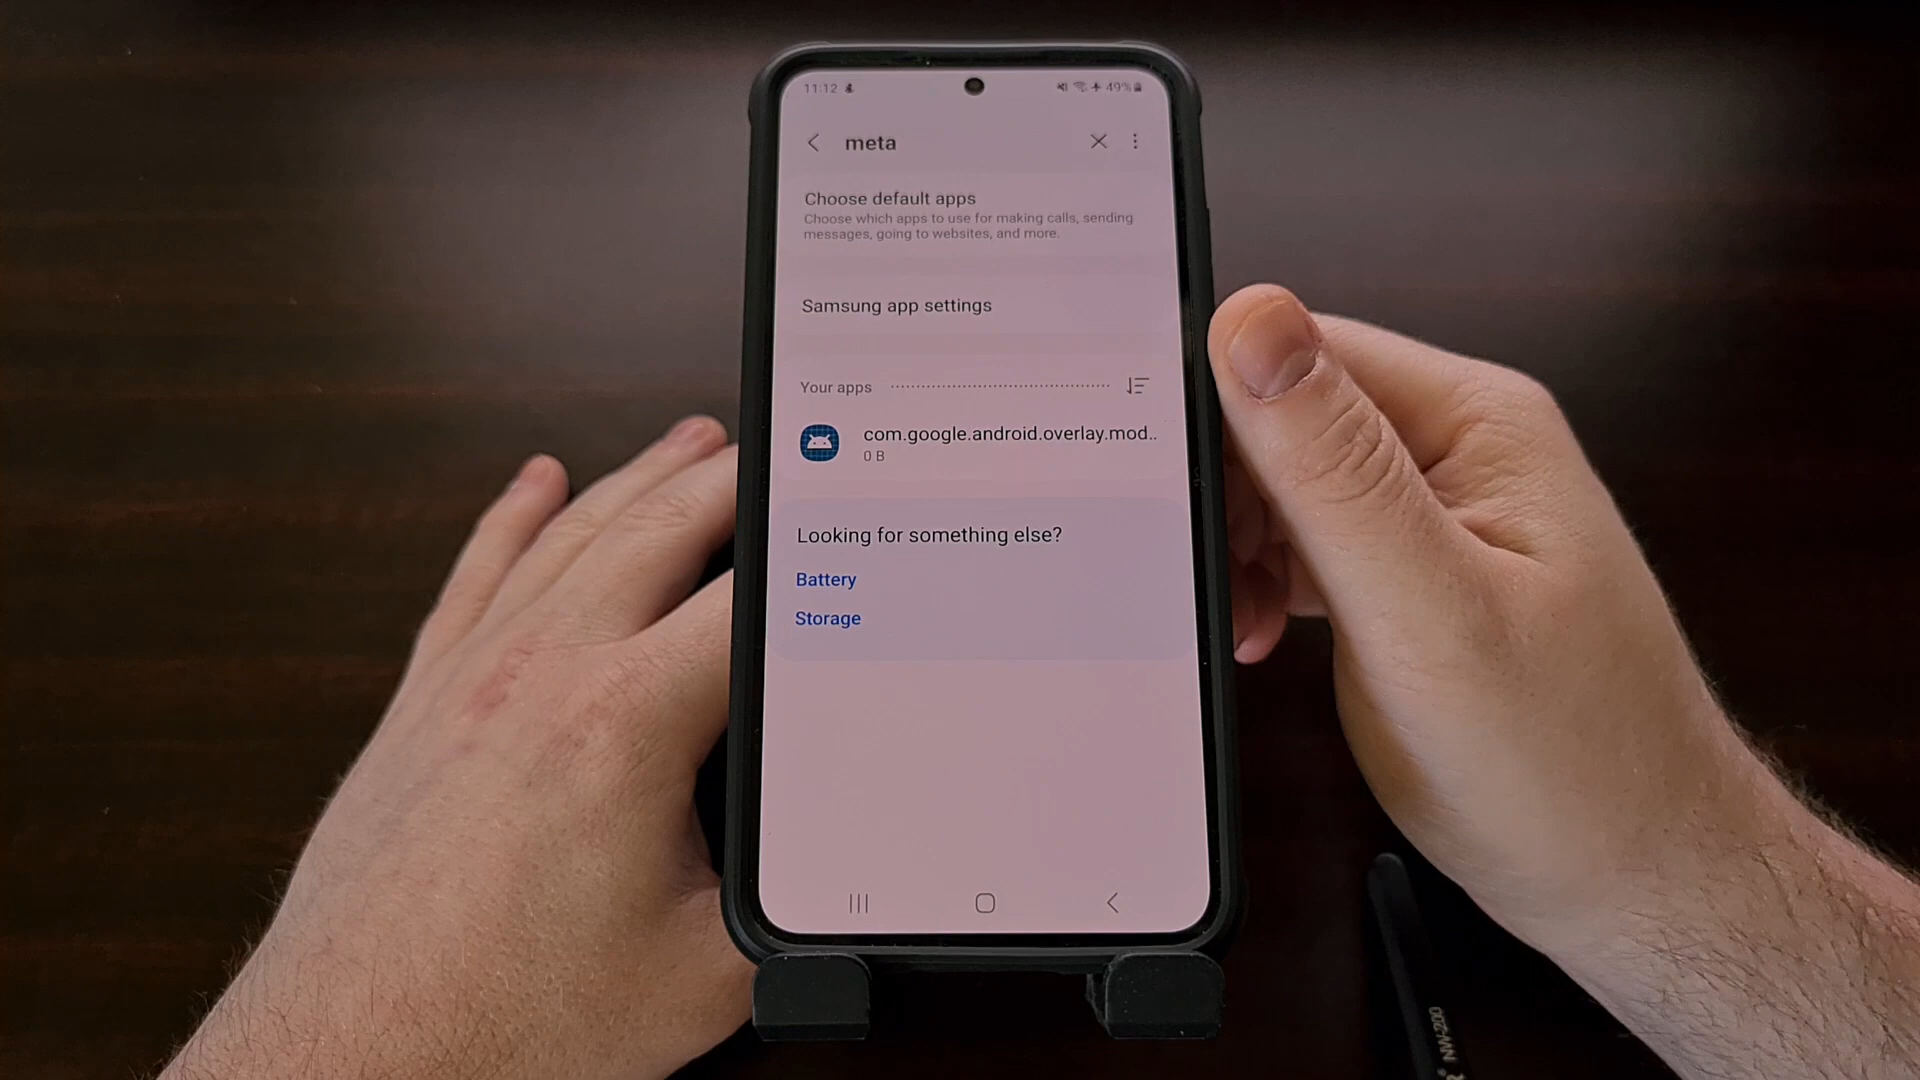 11:12
49%
meta
Choose default apps
Choose which apps to use for making calls, sending
messages, going to websites, and more.
Samsung app settings
Your apps
com.google.android.overlay.mod..
0 B
Looking for something else?
Battery
Storage
NW-200